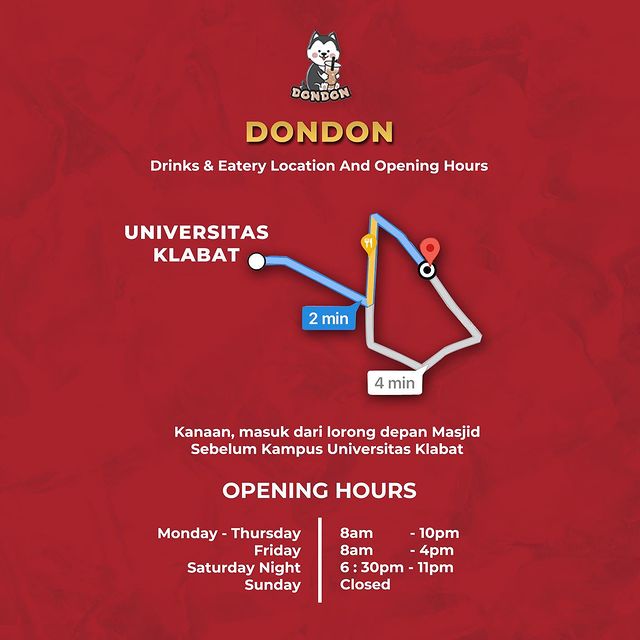 DONDON
DONDON
Drinks & Eatery Location And Opening Hours
UNIVERSITAS
KLABAT
2 min
4 min
Kanaan, masuk dari lorong depan Masjid
Sebelum Kampus Universitas Klabat
OPENING HOURS
Monday - Thursday 8am - 10pm
Friday 8am - 4pm
Saturday Night 6 : 30pm - 11pm
Sunday Closed